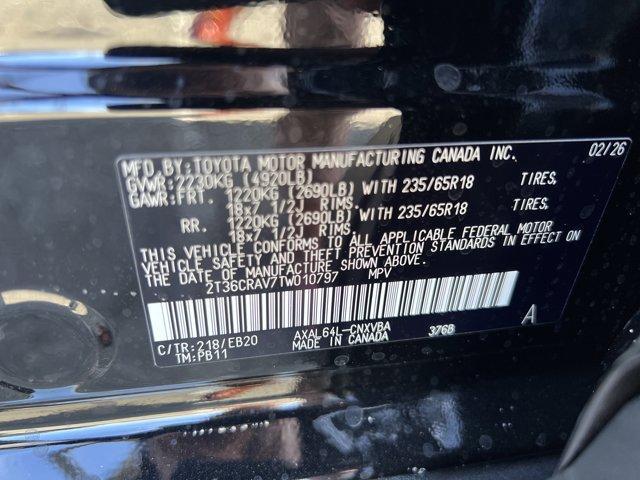 MFD. BY: TOYOTA MOTOR MANUFACTURING CANADA INC. 02/26
GVWR: 2230KG (4920LB)
GAWR: FRT. 1220KG (2690LB) WITH 235/65R18 TIRES,
18x7 1/2J RIMS.
RR. 1220KG (2690LB) WITH 235/65R18 TIRES,
18x7 1/2J RIMS.
THIS VEHICLE CONFORMS TO ALL APPLICABLE FEDERAL MOTOR
VEHICLE SAFETY AND THEFT PREVENTION STANDARDS IN EFFECT ON
THE DATE OF MANUFACTURE SHOWN ABOVE.
2T36CRAV7TW010797 MPV
C/TR: 218/EB20 AXAL64L-CNXVBA 3768 A
TM: PB11 MADE IN CANADA